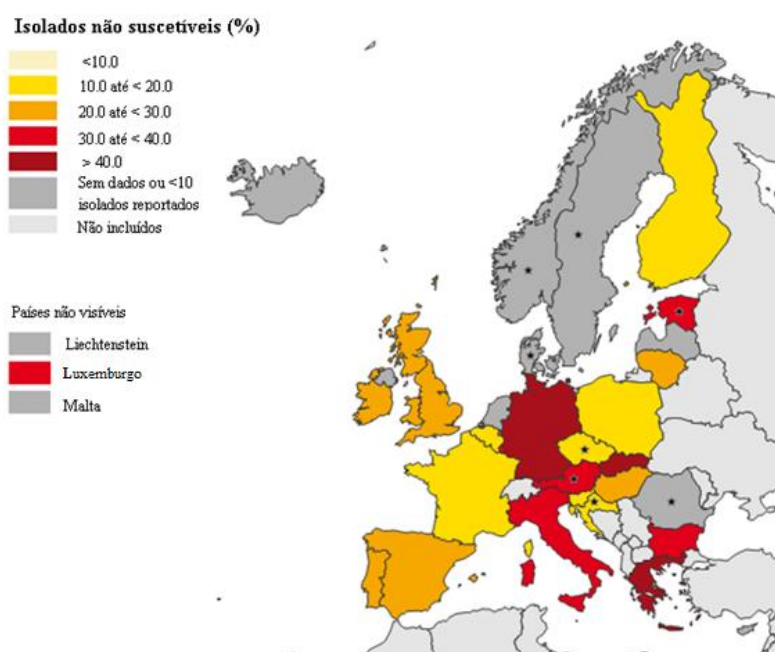 Isolados não suscetíveis (%)
<10.0
10.0 até < 20.0
20.0 até < 30.0
30.0 até < 40.0
> 40.0
Sem dados ou <10
isolados reportados
Não incluídos
Países não visíveis
Liechtenstein
Luxemburgo
Malta